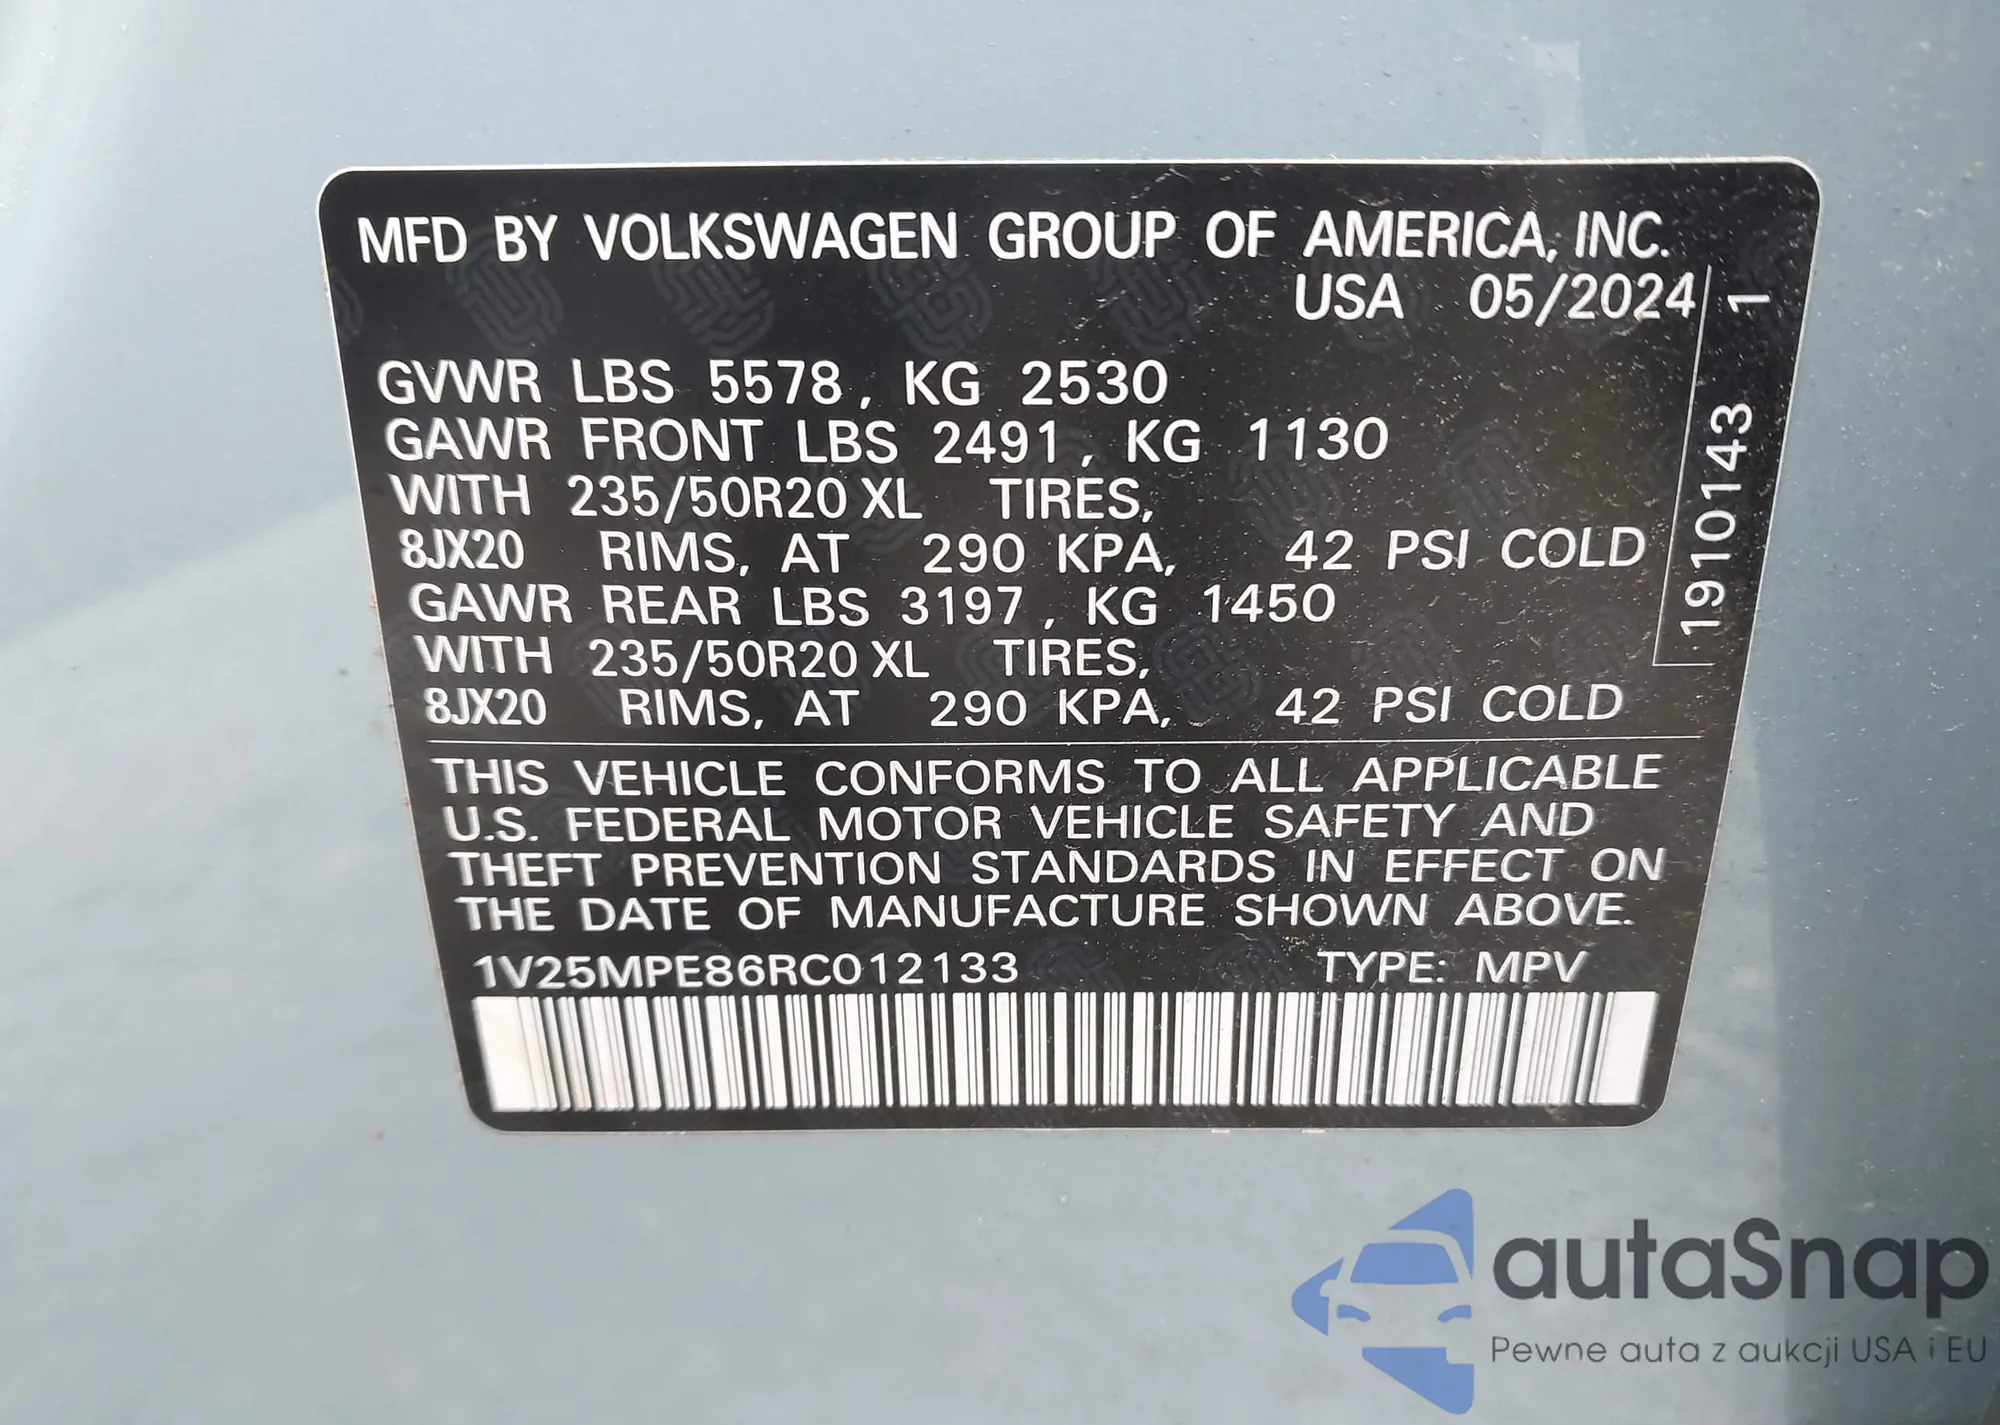 MFD BY VOLKSWAGEN GROUP OF AMERICA, INC.
USA 05/2024
GVWR LBS 5578, KG 2530
GAWR FRONT LBS 2491, KG 1130
WITH 235/50R20 XL TIRES,
8JX20 RIMS, AT 290 KPA, 42 PSI COLD
GAWR REAR LBS 3197, KG 1450
WITH 235/50R20 XL TIRES,
8JX20 RIMS, AT 290 KPA, 42 PSI COLD
1910143 1
THIS VEHICLE CONFORMS TO ALL APPLICABLE
U.S. FEDERAL MOTOR VEHICLE SAFETY AND
THEFT PREVENTION STANDARDS IN EFFECT ON
THE DATE OF MANUFACTURE SHOWN ABOVE.
1V25MPE86RC012133 TYPE: MPV
autaSnap
Pewne auta z aukcji USA i EU